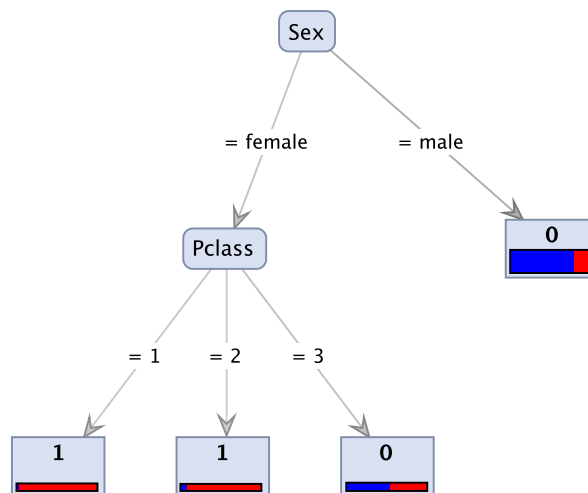 Sex
= female
= male
0
Pclass
= 1
= 2
= 3
1
1
0